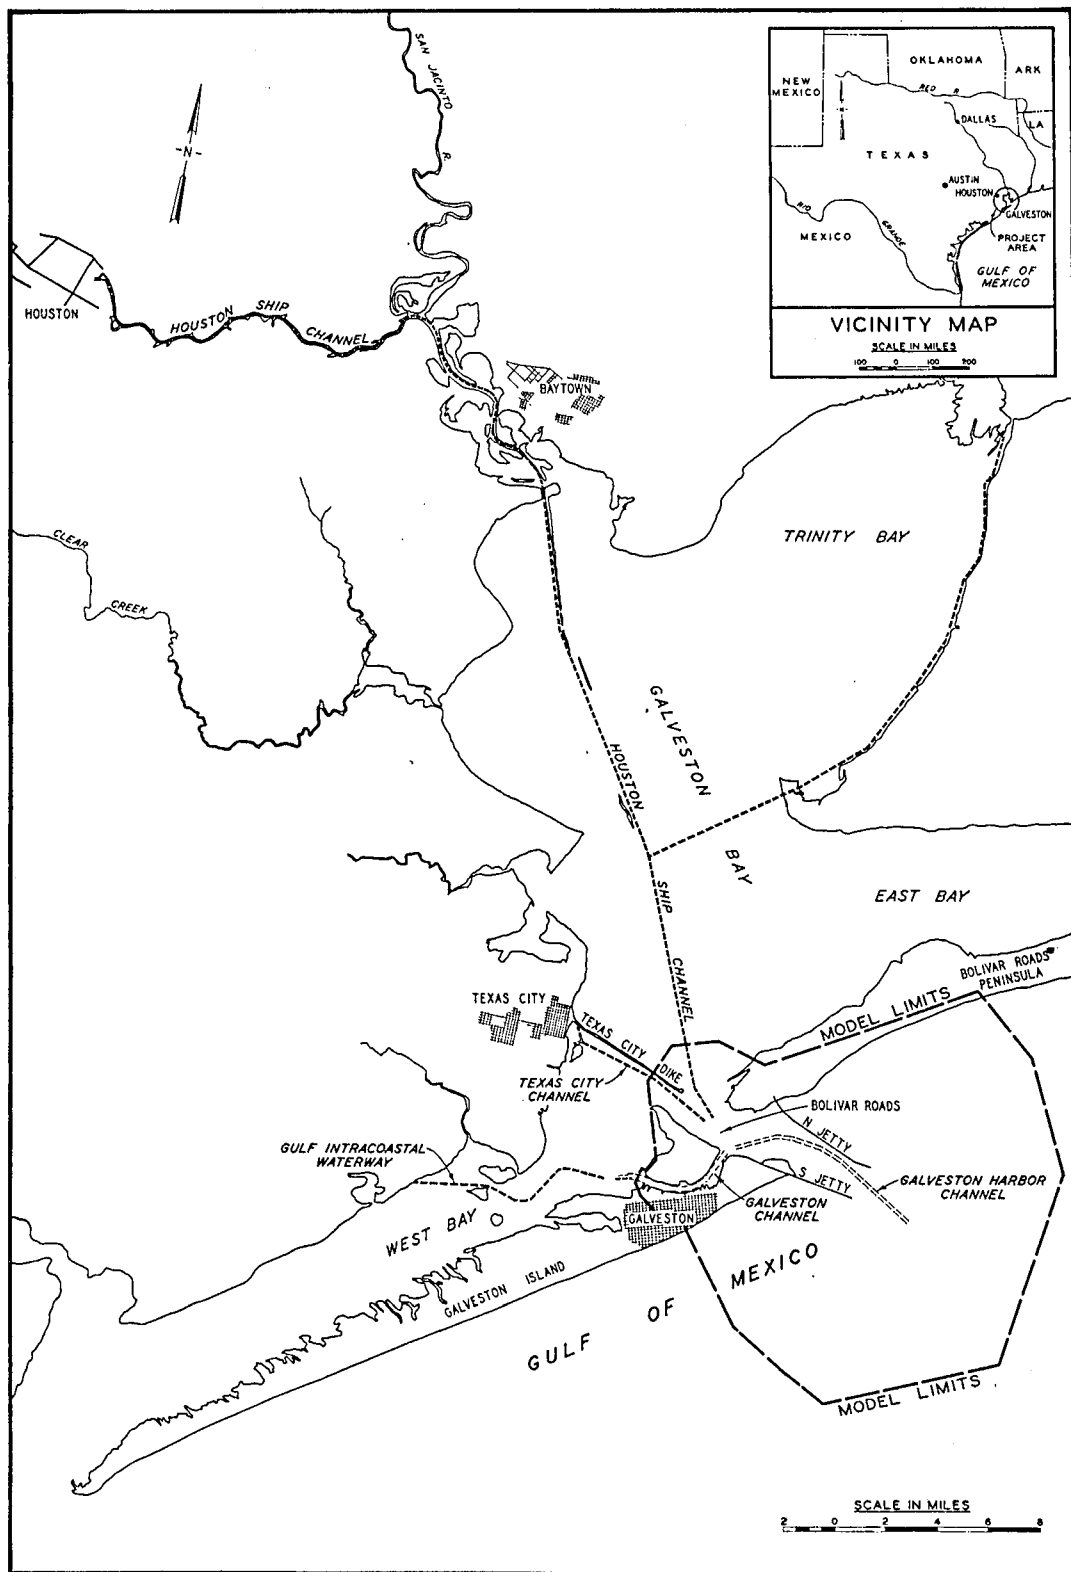 SAN JACINTO R.
-N-
HOUSTON
HOUSTON SHIP CHANNEL
BAYTOWN
CLEAR CREEK
TRINITY BAY
GALVESTON BAY
HOUSTON SHIP CHANNEL
EAST BAY
BOLIVAR ROADS
PENINSULA
MODEL LIMITS
TEXAS CITY
TEXAS CITY DIKE
TEXAS CITY
CHANNEL
BOLIVAR ROADS
N JETTY
S JETTY
GULF INTRACOASTAL
WATERWAY
GALVESTON HARBOR
CHANNEL
GALVESTON
CHANNEL
GALVESTON
WEST BAY
GALVESTON ISLAND
GULF OF MEXICO
MODEL LIMITS
SCALE IN MILES
2 0 2 4 6 8
NEW
MEXICO
OKLAHOMA
ARK
RED R
DALLAS
LA
TEXAS
AUSTIN
HOUSTON
GALVESTON
RIO GRANDE
PROJECT
AREA
MEXICO
GULF OF
MEXICO
VICINITY MAP
SCALE IN MILES
100 0 100 200